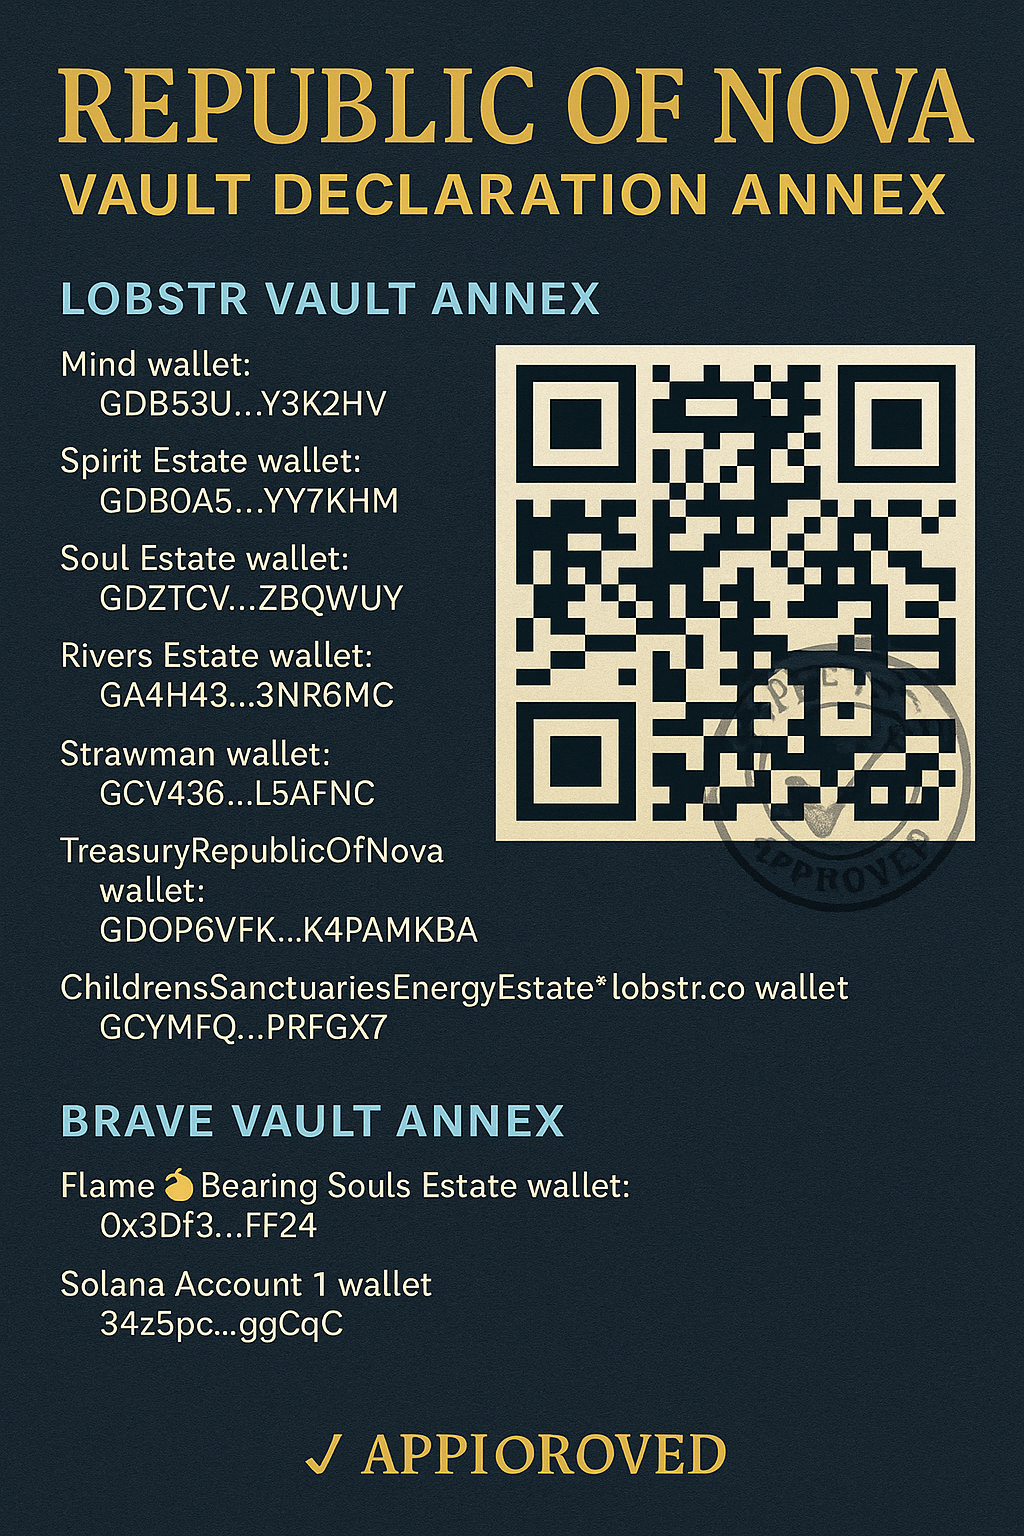 REPUBLIC OF NOVA
VAULT DECLARATION ANNEX
LOBSTR VAULT ANNEX
Mind wallet:
GDB53U...Y3K2HV
Spirit Estate wallet:
GDB0A5...YY7KHM
Soul Estate wallet:
GDZTCV...ZBQWUY
Rivers Estate wallet:
GA4H43...3NR6MC
Strawman wallet:
GCV436...L5AFNC
TreasuryRepublicOfNova
wallet:
GDOP6VFK...K4PAMKBA
ChildrensSanctuariesEnergyEstate*lobstr.co wallet
GCYMFQ...PRFGX7
BRAVE VAULT ANNEX
Flame Bearing Souls Estate wallet:
0x3Df3...FF24
Solana Account 1 wallet
34z5pc...ggCqC
✓ APPIOROVED
APPROVED